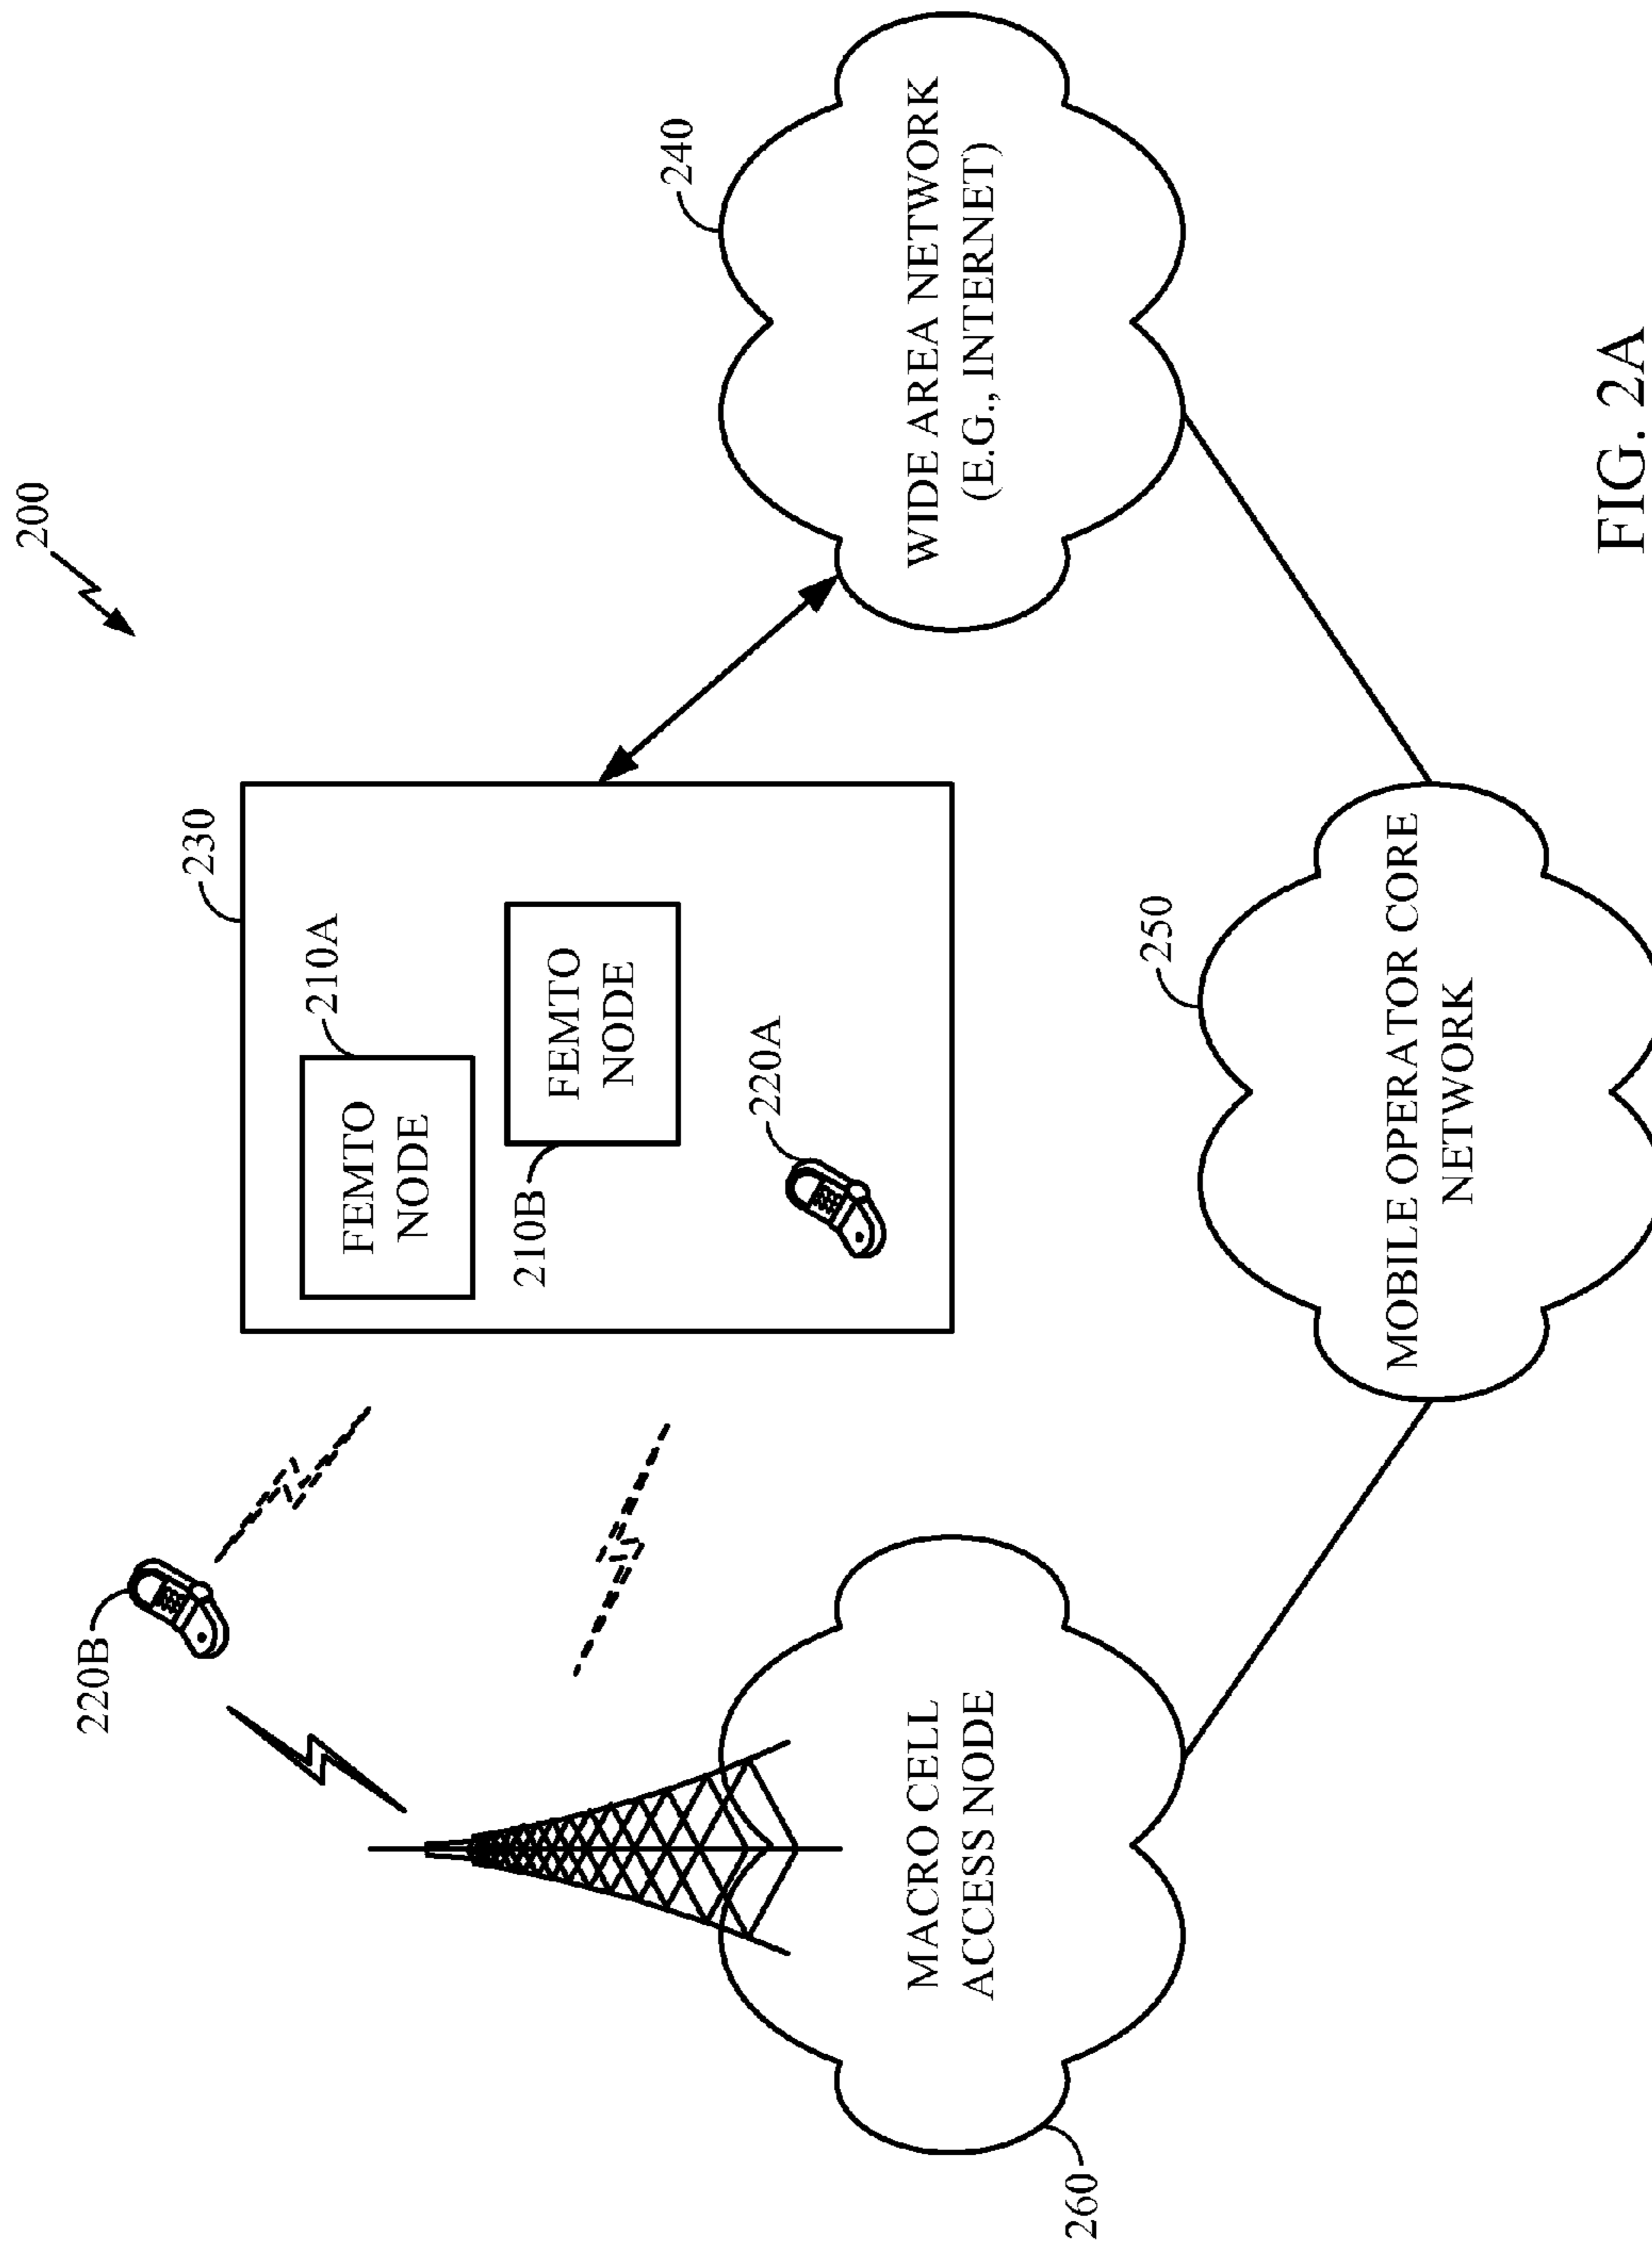 200
220B
230
FEMTO
NODE
210A
210B
FEMTO
NODE
220A
240
WIDE AREA NETWORK
(E.G., INTERNET)
MACRO CELL
ACCESS NODE
260
250
MOBILE OPERATOR CORE
NETWORK
FIG. 2A